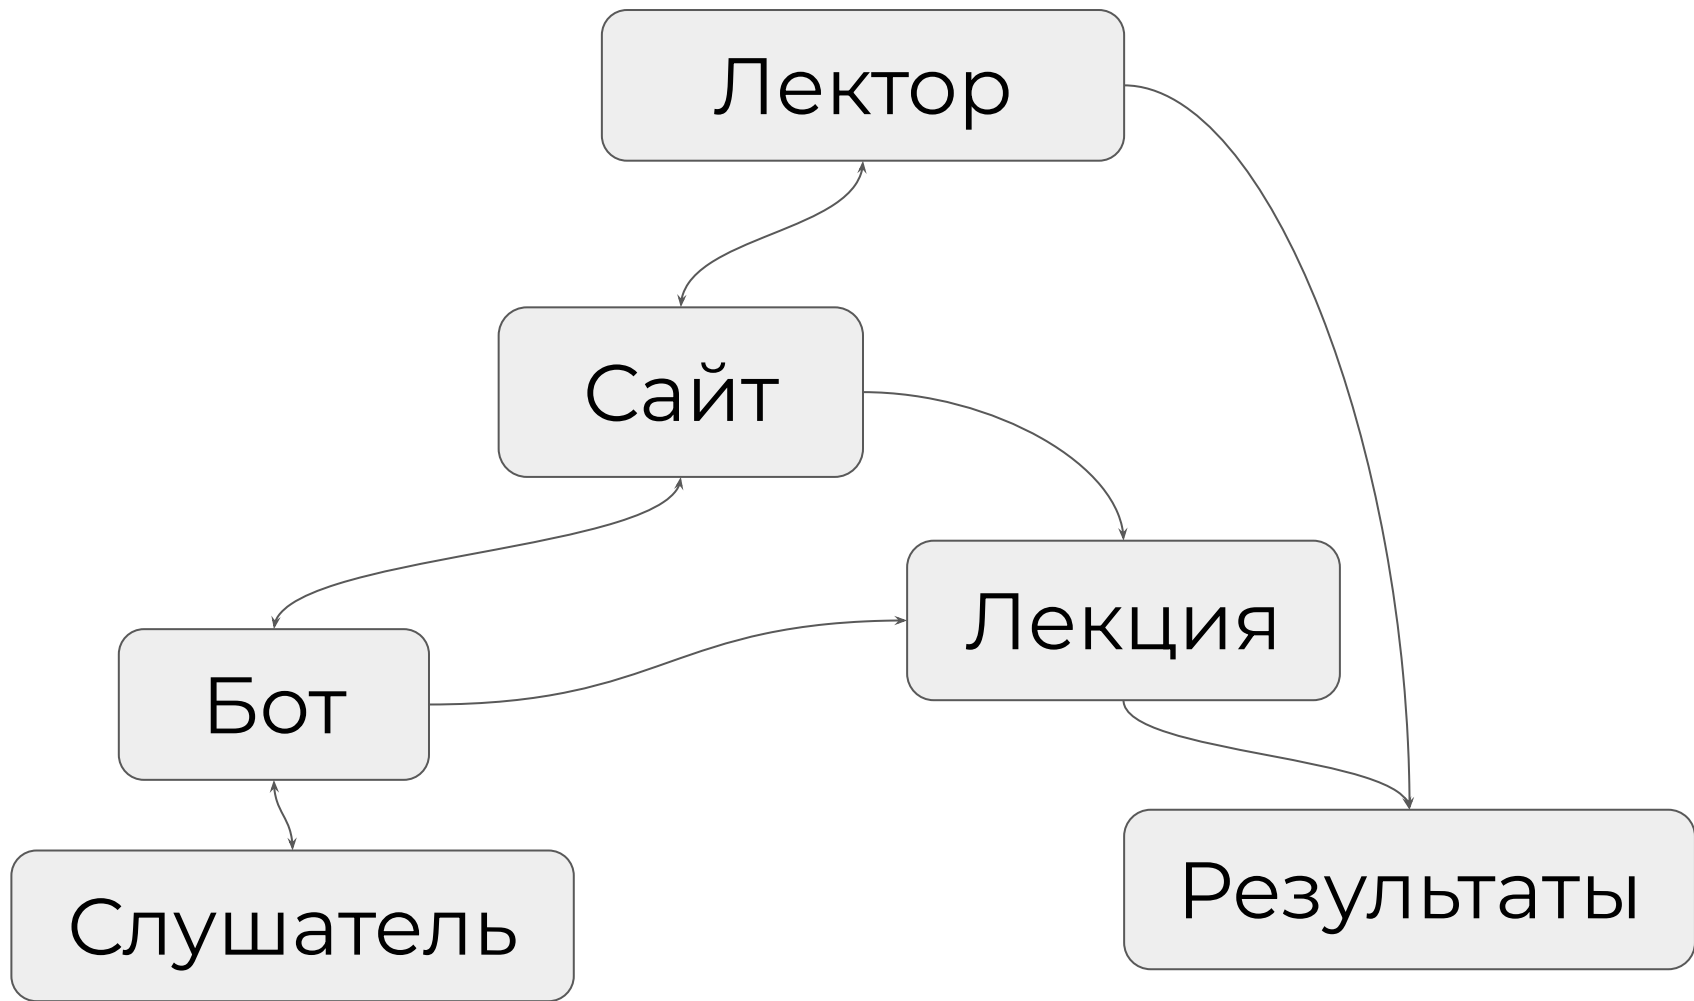 Лектор
Сайт
Лекция
Бот
Результаты
Слушатель